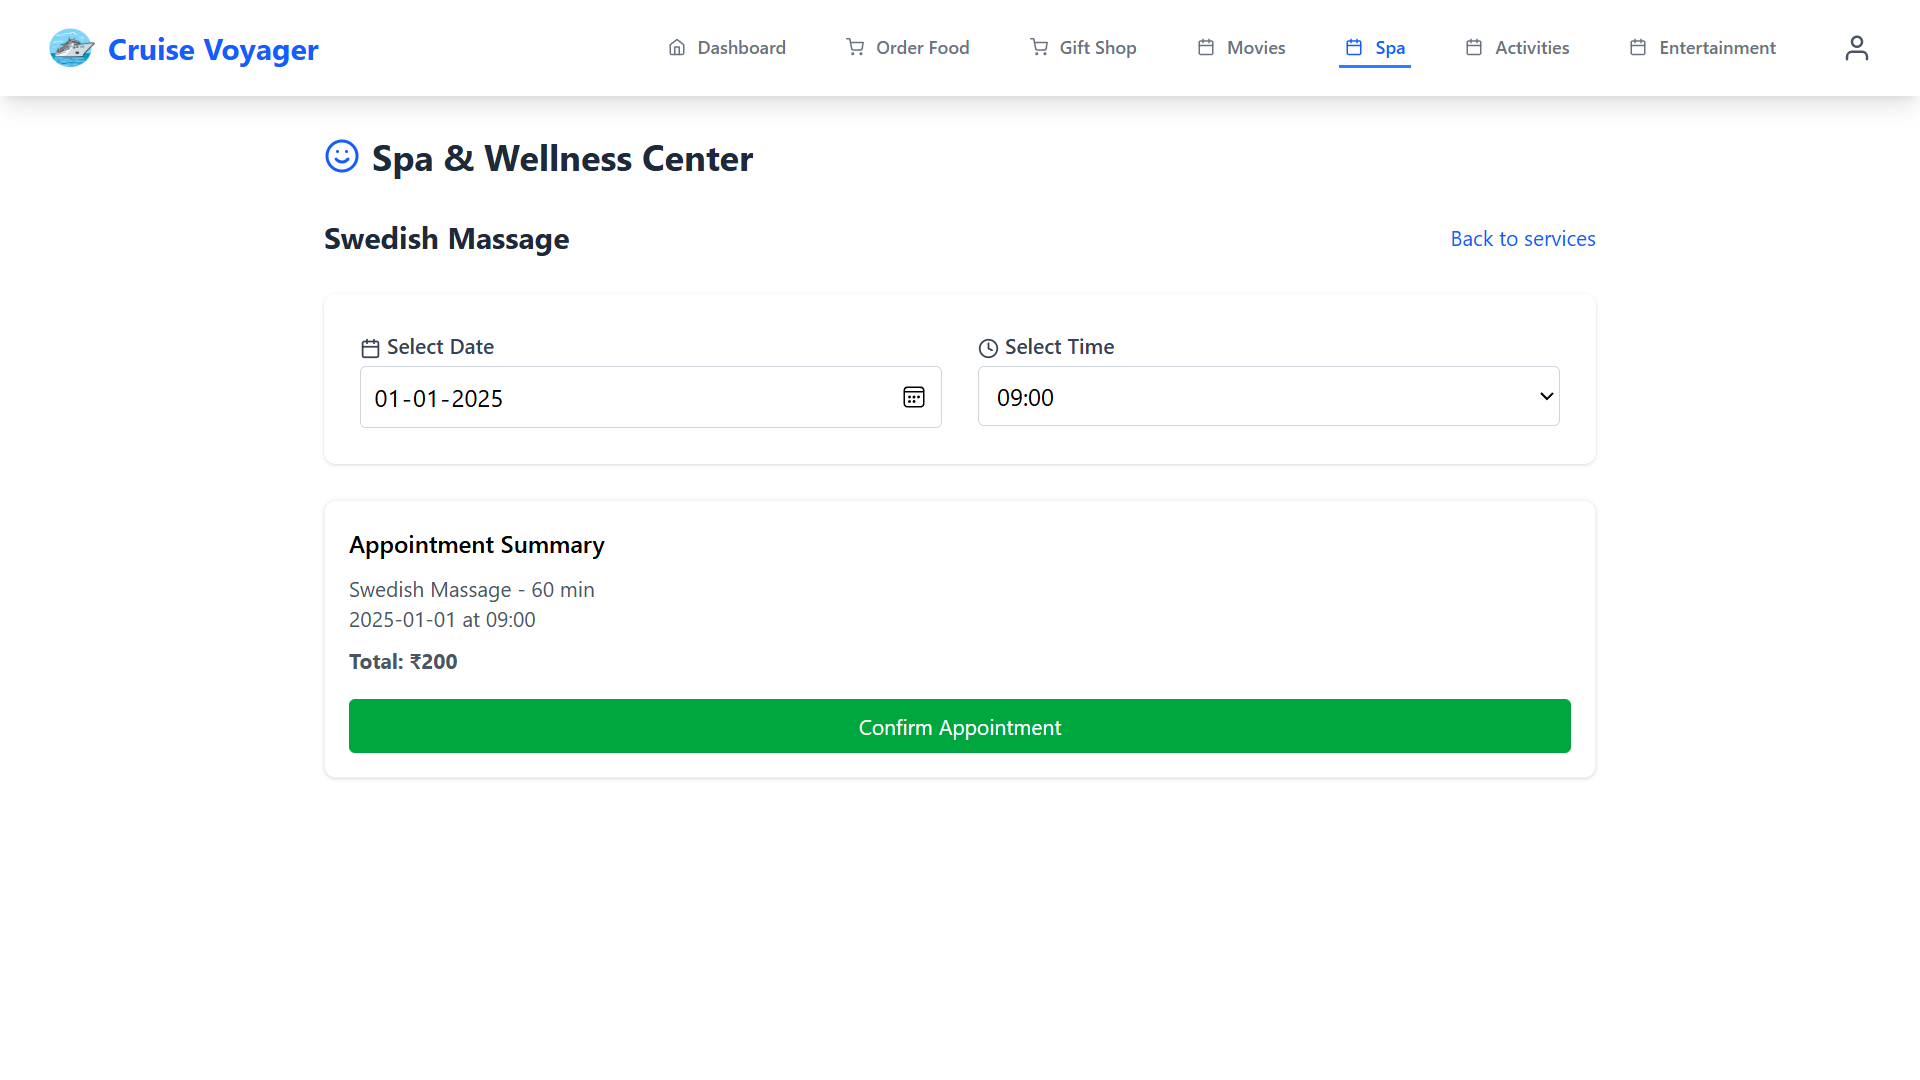 Cruise Voyager
Dashboard
Order Food
Gift Shop
Movies
Spa
Activities
Entertainment
Spa & Wellness Center
Swedish Massage
Back to services
Select Date
Select Time
01-01-2025
09:00
Appointment Summary
Swedish Massage - 60 min
2025-01-01 at 09:00
Total: ₹200
Confirm Appointment